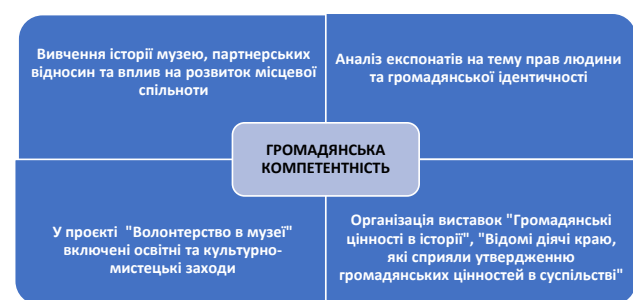 Вивчення історії музею, партнерських
відносин та вплив на розвиток місцевої
спільноти
Аналіз експонатів на тему прав людини
та громадянської ідентичності
ГРОМАДЯНСЬКА
КОМПЕТЕНТНІСТЬ
У проєкті "Волонтерство в музеї"
включені освітні та культурно-
мистецькі заходи
Організація виставок "Громадянські
цінності в історії", "Відомі діячі краю,
які сприяли утвердженню
громадянських цінностей в суспільстві"